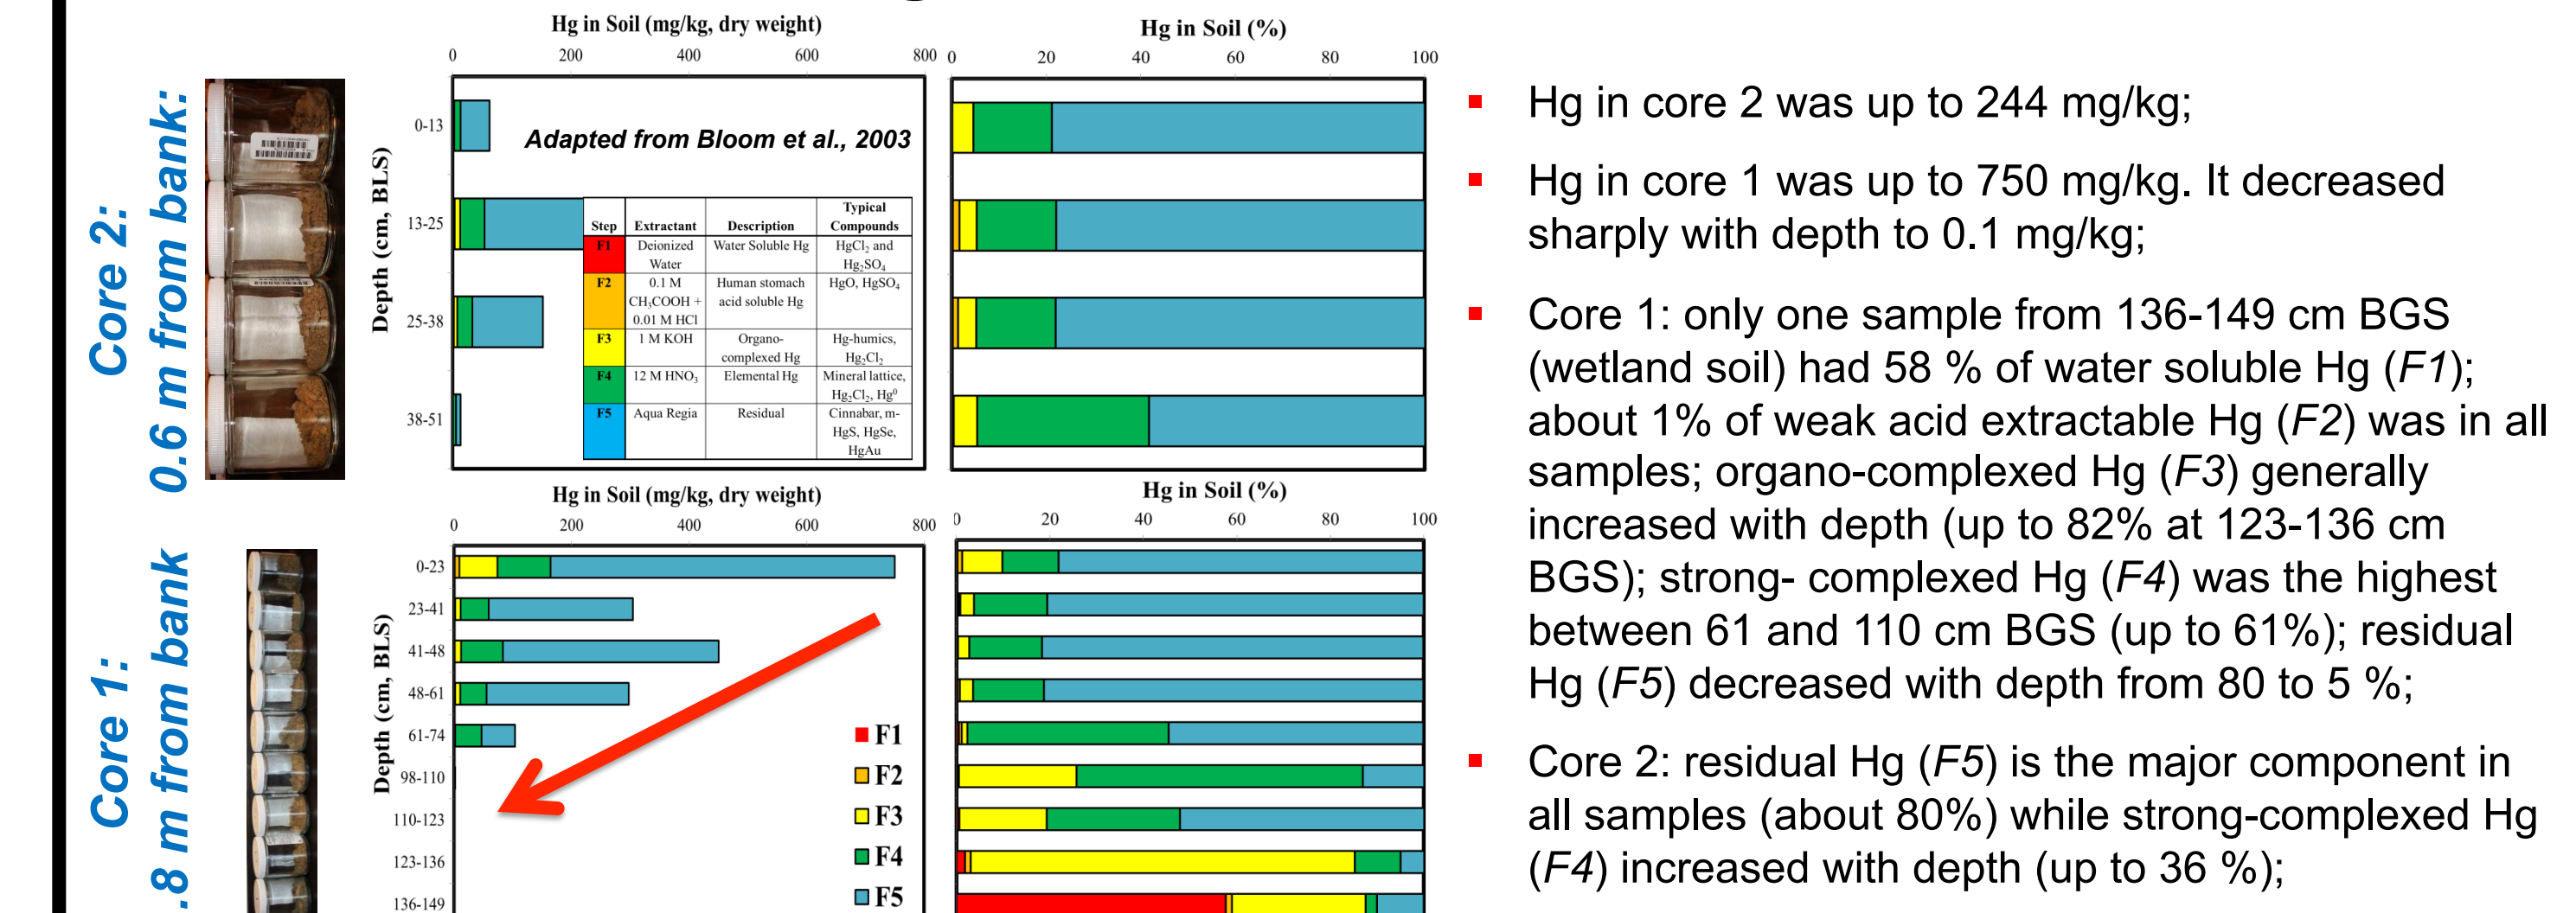 Hg in Soil (mg/kg, dry weight)
0 200 400 600 800
Hg in Soil (%)
0 20 40 60 80 100
Core 2:
0.6 m from bank:
Depth (cm, BLS)
0-13
13-25
25-38
38-51
Adapted from Bloom et al., 2003
Step Extractant Description Typical Compounds
F1 Deionized Water Water Soluble Hg HgCl₂ and Hg₂SO₄
F2 0.1 M CH₃COOH + 0.01 M HCl Human stomach acid soluble Hg HgO, HgSO₄
F3 1 M KOH Organo-complexed Hg Hg-humics, Hg₂Cl₂
F4 12 M HNO₃ Elemental Hg Mineral lattice, Hg₂Cl₂, Hg⁰
F5 Aqua Regia Residual Cinnabar, m-HgS, HgSe, HgAu
Hg in Soil (mg/kg, dry weight)
0 200 400 600 800
Hg in Soil (%)
0 20 40 60 80 100
Core 1:
.8 m from bank
Depth (cm, BLS)
0-23
23-41
41-48
48-61
61-74
98-110
110-123
123-136
136-149
F1
F2
F3
F4
F5
Hg in core 2 was up to 244 mg/kg;
Hg in core 1 was up to 750 mg/kg. It decreased
sharply with depth to 0.1 mg/kg;
Core 1: only one sample from 136-149 cm BGS
(wetland soil) had 58 % of water soluble Hg (F1);
about 1% of weak acid extractable Hg (F2) was in all
samples; organo-complexed Hg (F3) generally
increased with depth (up to 82% at 123-136 cm
BGS); strong- complexed Hg (F4) was the highest
between 61 and 110 cm BGS (up to 61%); residual
Hg (F5) decreased with depth from 80 to 5 %;
Core 2: residual Hg (F5) is the major component in
all samples (about 80%) while strong-complexed Hg
(F4) increased with depth (up to 36 %);